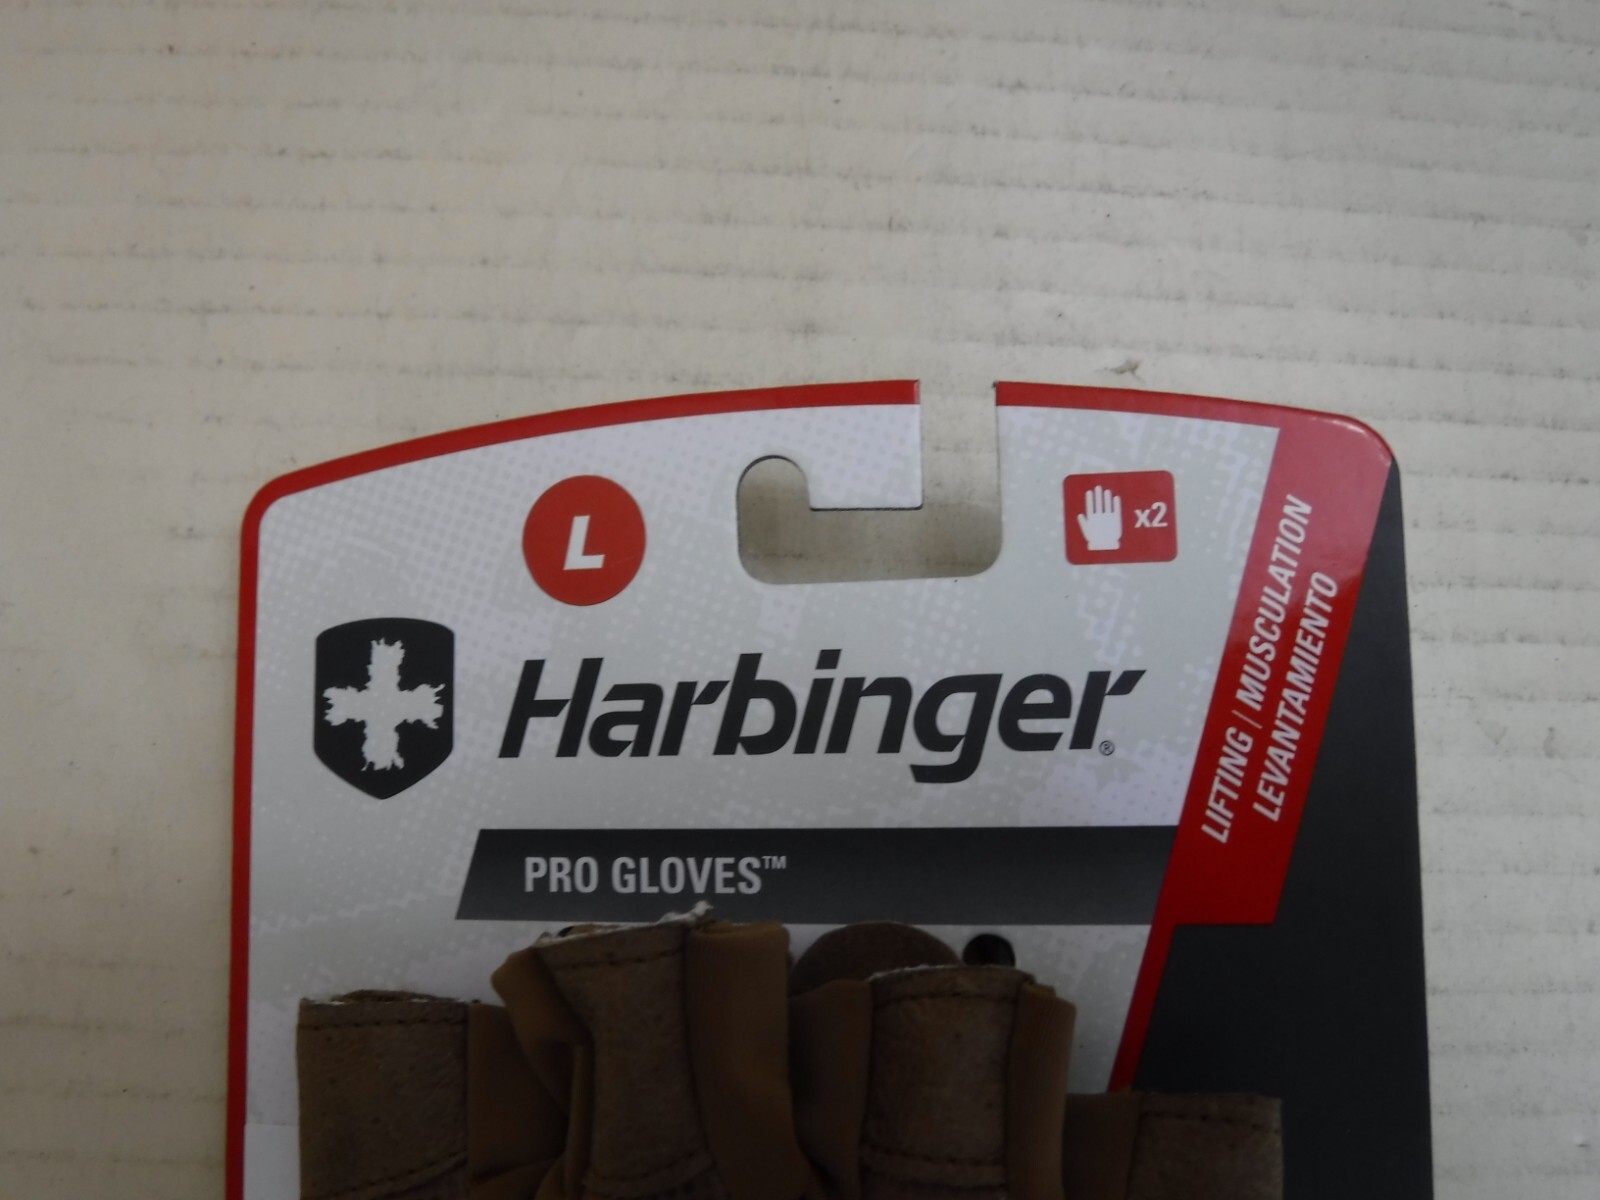 L
x2
Harbinger®
PRO GLOVES™
LIFTING / MUSCULATION
LEVANTAMIENTO